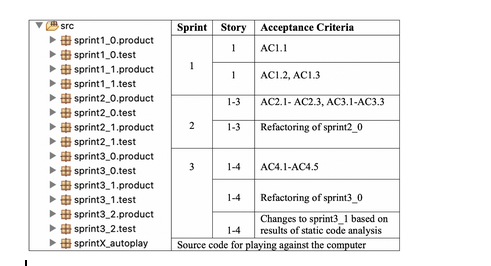 src
sprint1_0.product
sprint1_0.test
sprint1_1.product
sprint1_1.test
sprint2_0.product
sprint2_0.test
sprint2_1.product
sprint2_1.test
sprint3_0.product
sprint3_0.test
sprint3_1.product
sprint3_1.test
sprint3_2.product
sprint3_2.test
sprintX_autoplay
Sprint Story Acceptance Criteria
1 1 AC1.1
1 AC1.2, AC1.3
2 1-3 AC2.1- AC2.3, AC3.1-AC3.3
1-3 Refactoring of sprint2_0
3 1-4 AC4.1-AC4.5
1-4 Refactoring of sprint3_0
1-4 Changes to sprint3_1 based on
results of static code analysis
Source code for playing against the computer